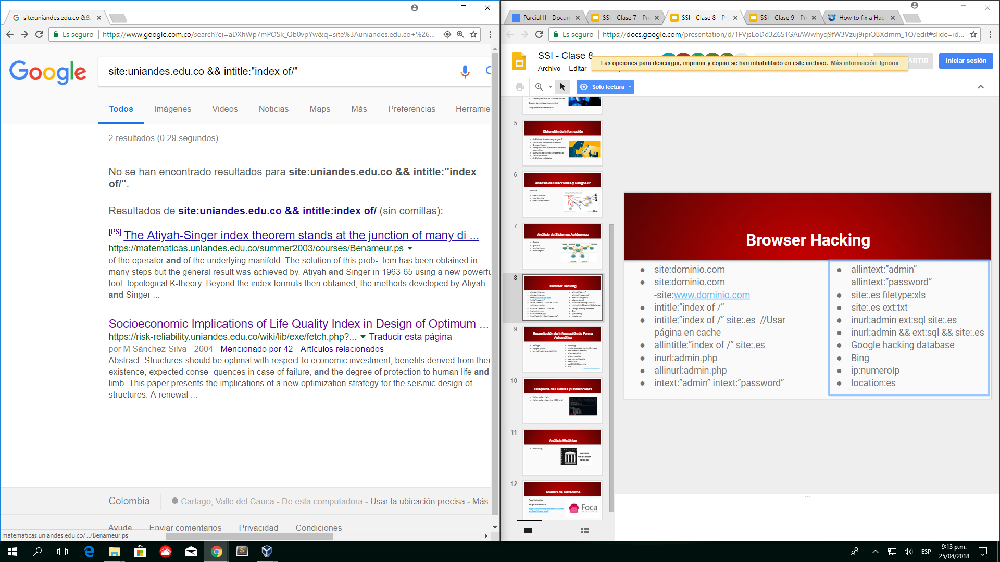 site:uniandes.edu.co &&
Es seguro
https://www.google.com.co/search?ei=aDXhWp7mPOSk_Qb0vpYw&q=site%3Auniandes.edu.co+%26...
Google
site:uniandes.edu.co && intitle:"index of/"
Todos Imágenes Videos Noticias Maps Más Preferencias Herramie
2 resultados (0.29 segundos)
No se han encontrado resultados para site:uniandes.edu.co && intitle:"index
of/".
Resultados de site:uniandes.edu.co && intitle:index of/ (sin comillas):
[PS] The Atiyah-Singer index theorem stands at the junction of many di ...
https://matematicas.uniandes.edu.co/summer2003/courses/Benameur.ps
of the operator and of the underlying manifold. The solution of this prob-. lem has been obtained in
many steps but the general result was achieved by. Atiyah and Singer in 1963-65 using a new powerfu
tool: topological K-theory. Beyond the index formula then obtained, the methods developed by Atiyah.
and Singer ...
Socioeconomic Implications of Life Quality Index in Design of Optimum ...
https://risk-reliability.uniandes.edu.co/wiki/lib/exe/fetch.php?... Traducir esta página
por M Sánchez-Silva - 2004 - Mencionado por 42 - Artículos relacionados
Abstract: Structures should be optimal with respect to economic investment, benefits derived from thei
existence, expected conse- quences in case of failure, and the degree of protection to human life and
limb. This paper presents the implications of a new optimization strategy for the seismic design of
structures. A renewal ...
Colombia
Cartago, Valle del Cauca - De esta computadora - Usar la ubicación precisa - Más
Ayuda Enviar comentarios Privacidad Condiciones
matematicas.uniandes.edu.co/.../Benameur.ps
Parcial II - Docum
SSI - Clase 7 - Pre
SSI - Clase 8 - Pr
SSI - Clase 9 - Pr
How to fix a Hac
Es seguro
https://docs.google.com/presentation/d/1FVjsEoDd3Z6STGAiAWwhyq9fW3Vzuj9ipiQBXdmm_1Q/edit#slide=id...
SSI - Clase 8
Archivo Editar
Las opciones para descargar, imprimir y copiar se han inhabilitado en este archivo. Más información Ignorar
ARTIR
Iniciar sesión
Solo lectura
5
Obtención de Información
6
Análisis de Direcciones y Rangos IP
7
Análisis de Sistemas Autónomos
8
Browser Hacking
9
Recopilación de Información de Forma
Automática
10
Búsqueda de Cuentas y Credenciales
11
Análisis Histórico
12
Análisis de Metadatos
Foca
Browser Hacking
● site:dominio.com
● site:dominio.com
-site:www.dominio.com
● intitle:”index of /”
● intitle:”index of /” site:.es //Usar
página en cache
● allintitle:”index of /” site:.es
● inurl:admin.php
● allinurl:admin.php
● intext:”admin” intext:”password”
● allintext:”admin”
allintext:”password”
● site:.es filetype:xls
● site:.es ext:txt
● inurl:admin ext:sql site:.es
● inurl:admin && ext:sql && site:.es
● Google hacking database
● Bing
● ip:numeroIp
● location:es
ESP
9:13 p.m.
25/04/2018